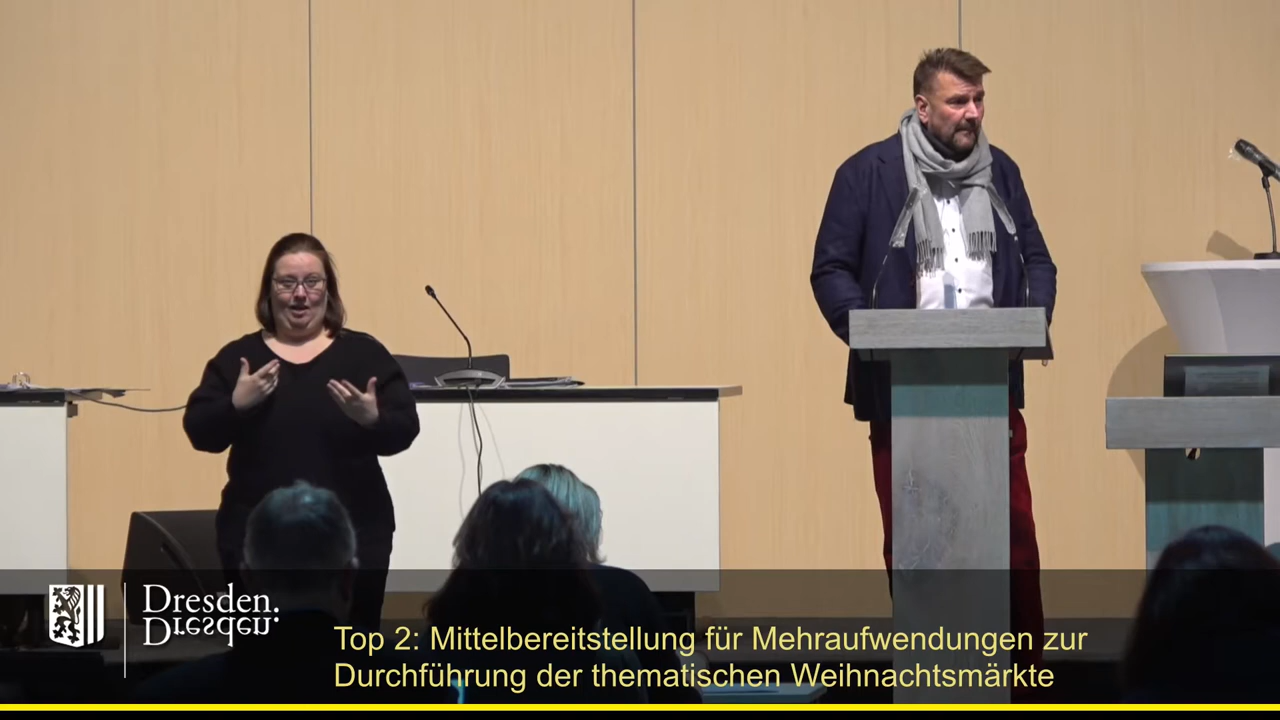 Dresden.
Dresden.
Top 2: Mittelbereitstellung für Mehraufwendungen zur
Durchführung der thematischen Weihnachtsmärkte